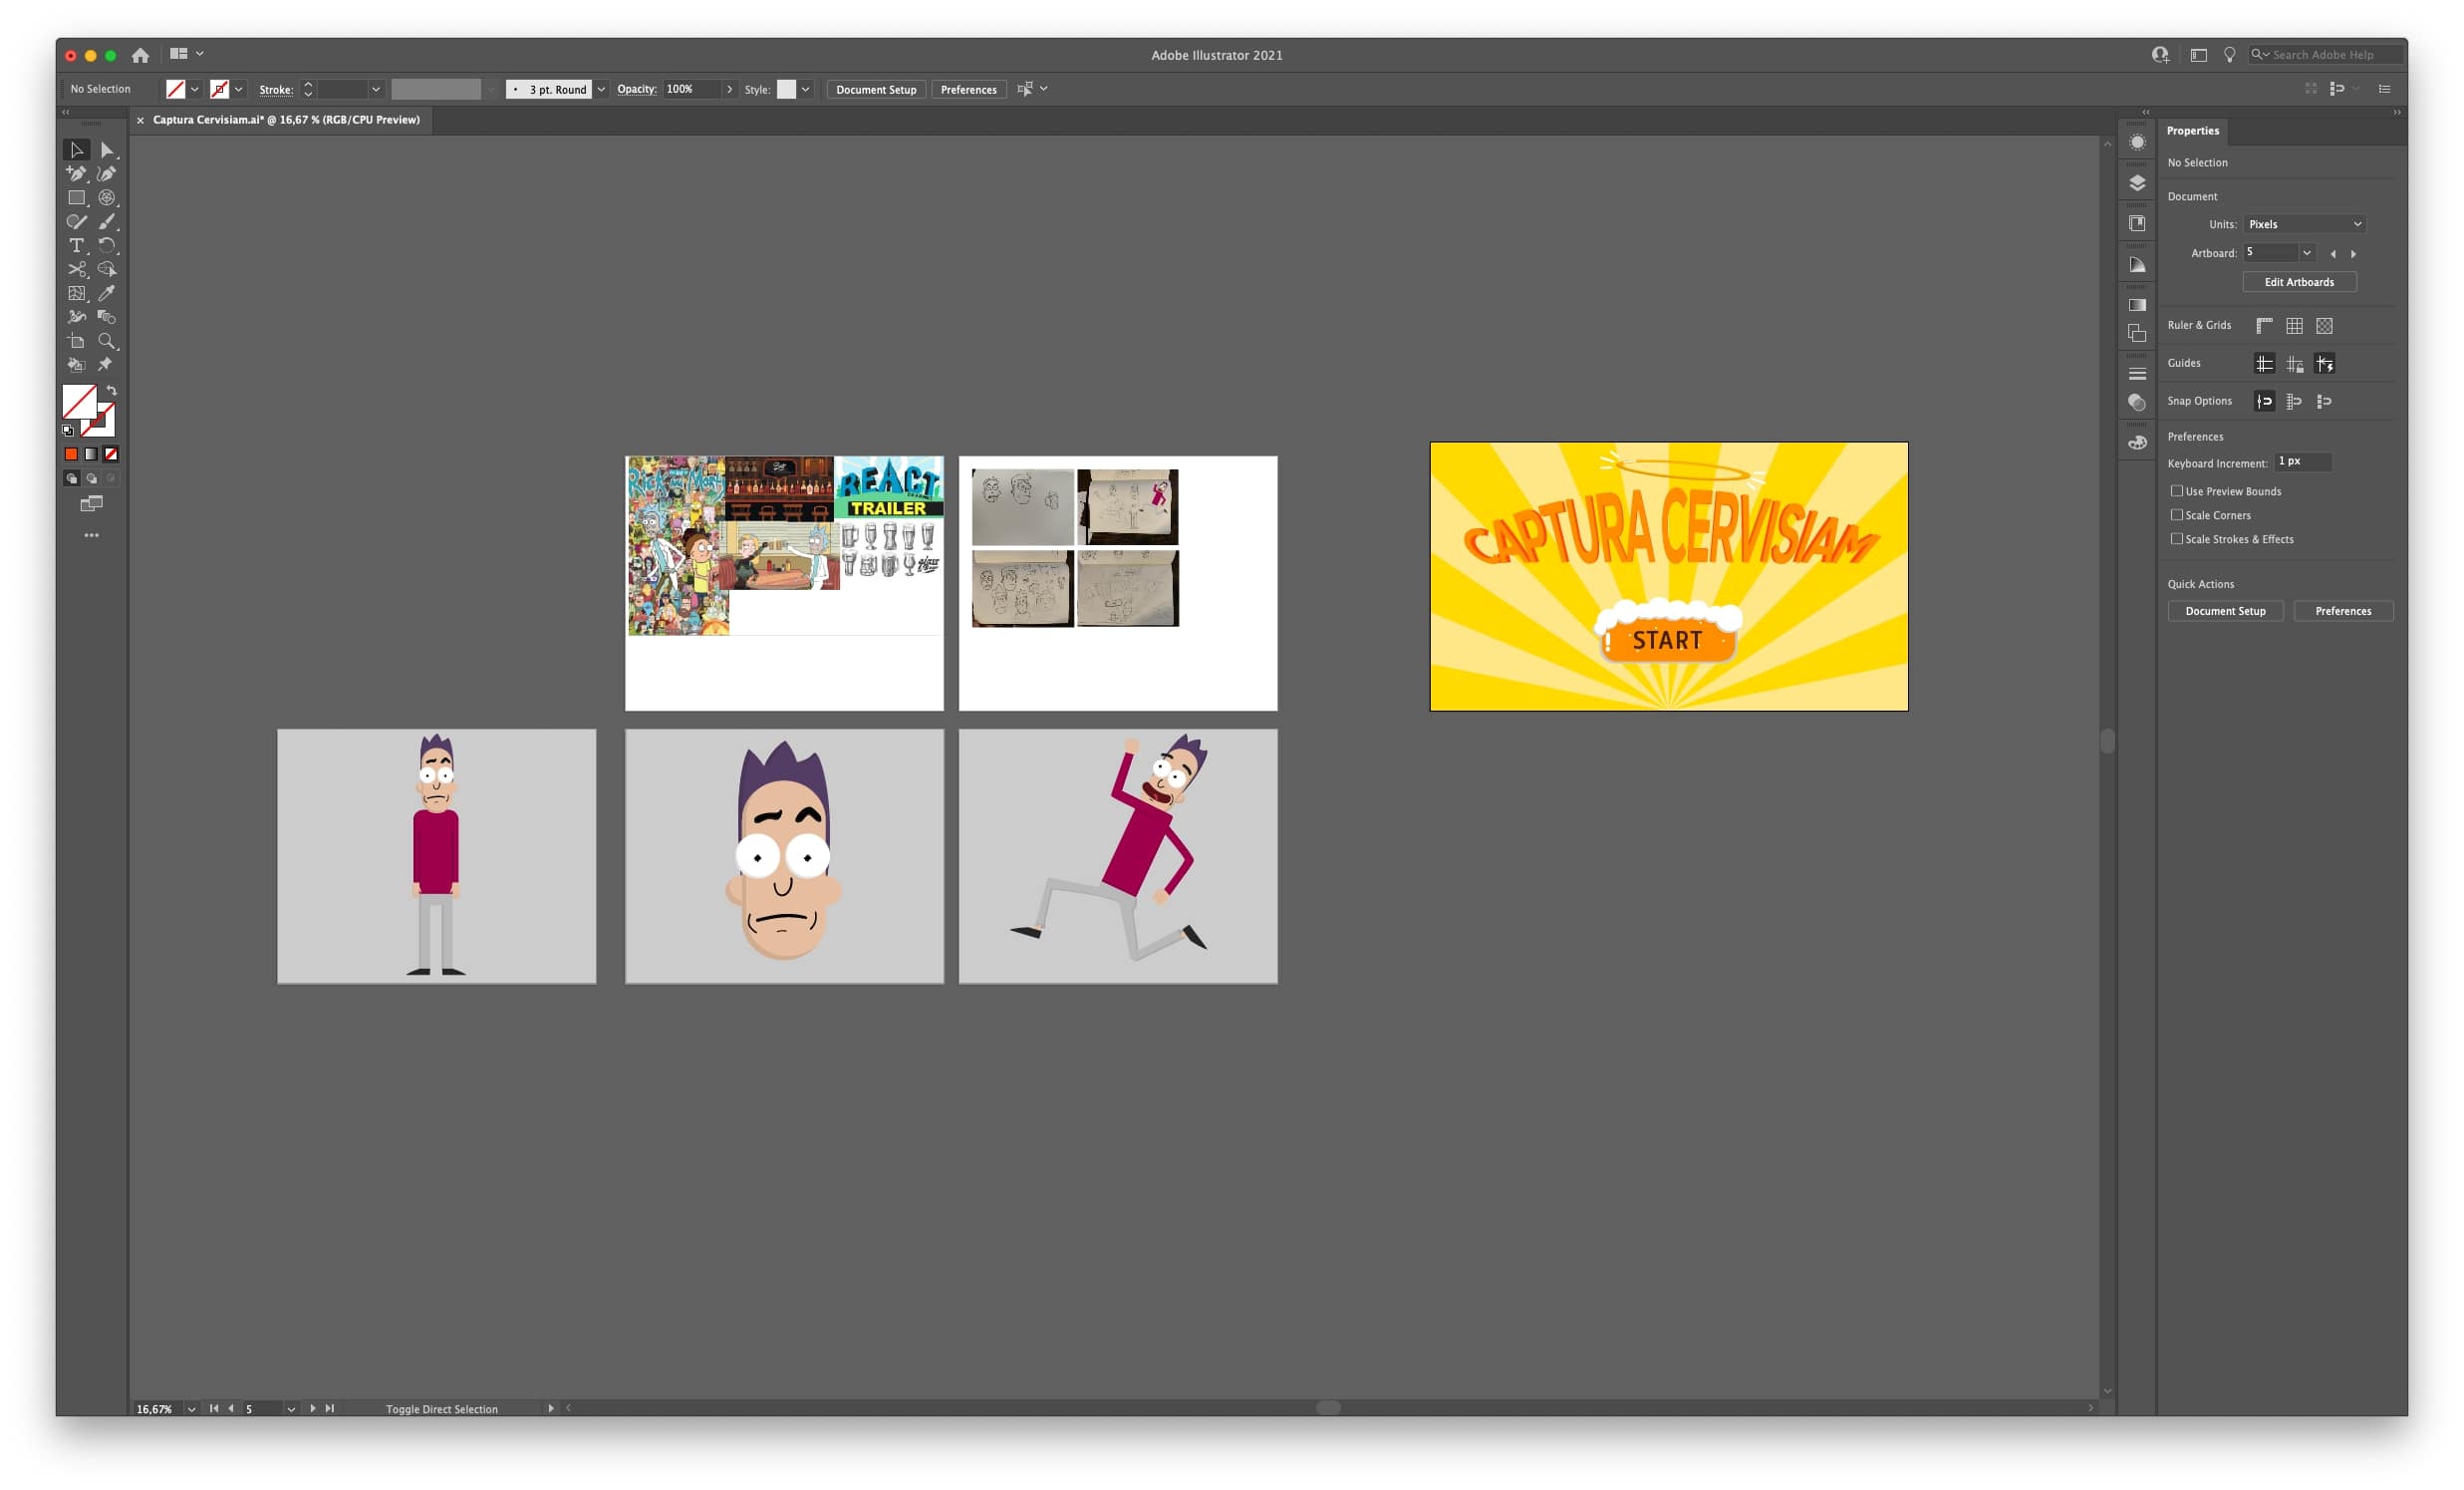 Adobe Illustrator 2021
Search Adobe Help
No Selection
Stroke:
3 pt. Round
Opacity:
100%
Style:
Document Setup
Preferences
Captura Cervisiam.ai* @ 16,67 % (RGB/CPU Preview)
Properties
No Selection
Document
Units:
Pixels
Artboard:
5
Edit Artboards
Ruler & Grids
Guides
Snap Options
Preferences
Keyboard Increment:
1 px
Use Preview Bounds
Scale Corners
Scale Strokes & Effects
Quick Actions
Document Setup
Preferences
Rick and Morty
REACT
TRAILER
CAPTURA CERVISIAM
START
16,67%
5
Toggle Direct Selection